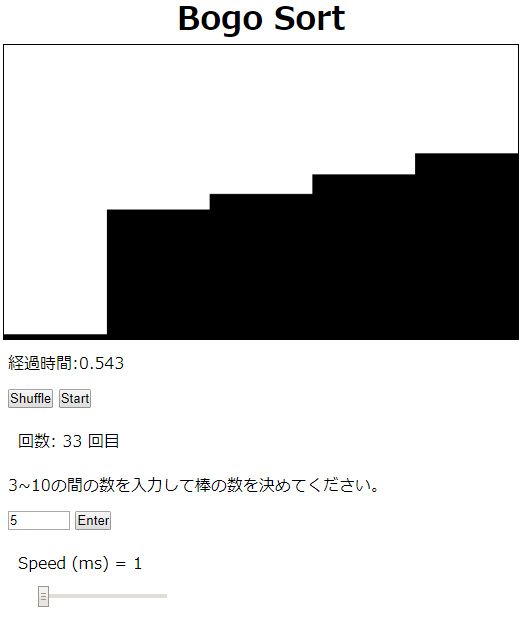 Bogo Sort
経過時間:0.543
Shuffle Start
回数: 33 回目
3~10の間の数を入力して棒の数を決めてください。
5 Enter
Speed (ms) = 1